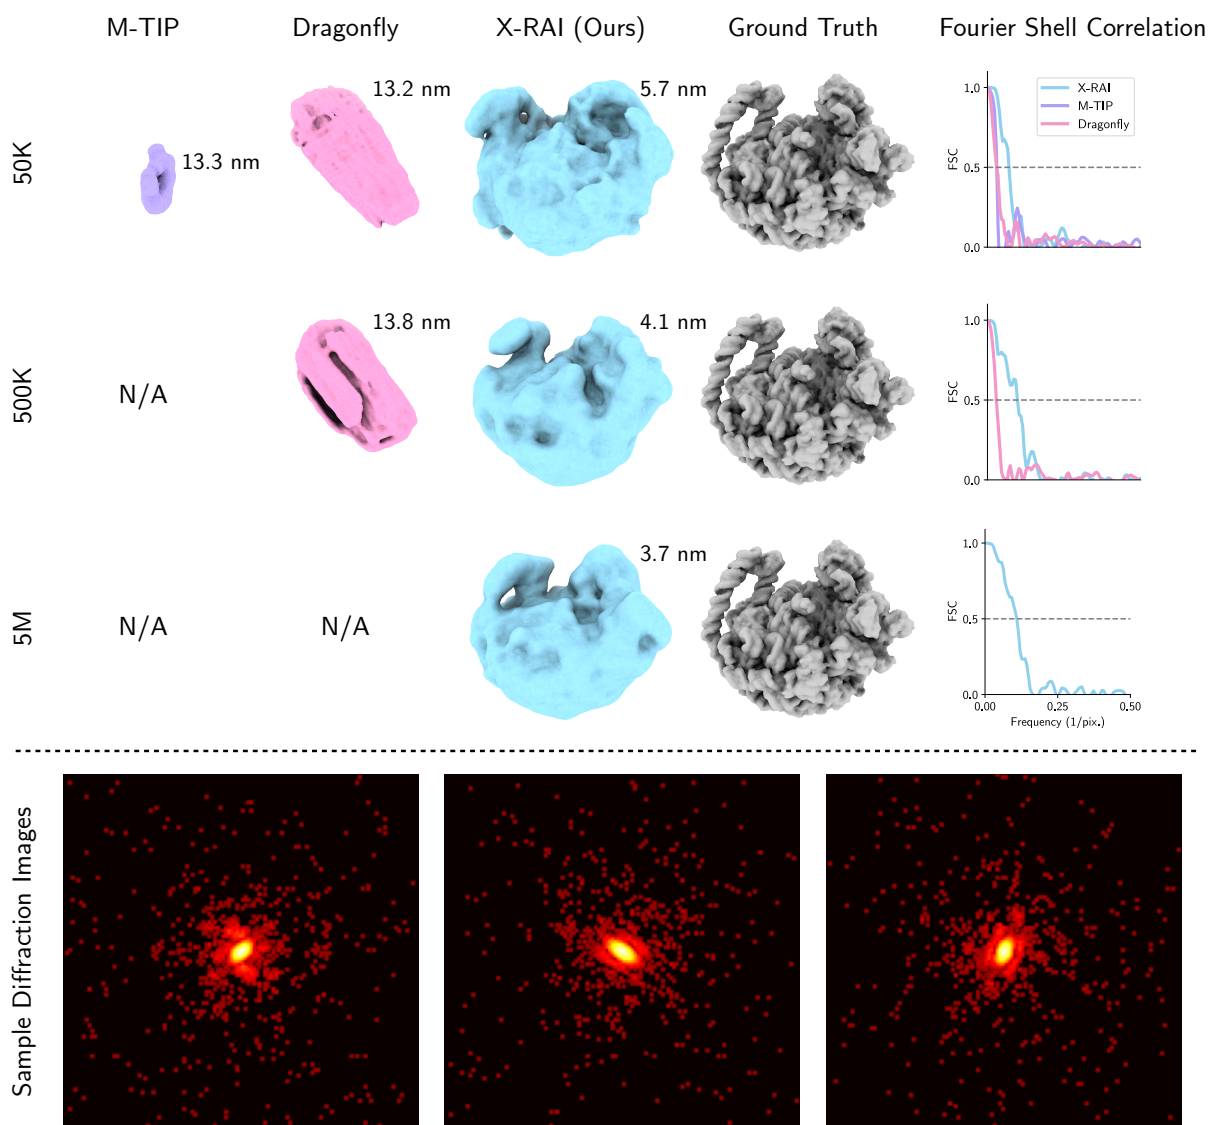 M-TIP Dragonfly X-RAI (Ours) Ground Truth Fourier Shell Correlation
50K
13.3 nm
13.2 nm
5.7 nm
1.0
0.5
0.0
FSC
X-RAI
M-TIP
Dragonfly
500K
N/A
13.8 nm
4.1 nm
1.0
0.5
0.0
FSC
5M
N/A
N/A
3.7 nm
1.0
0.5
0.0
FSC
0.00 0.25 0.50
Frequency (1/pix.)
Sample Diffraction Images